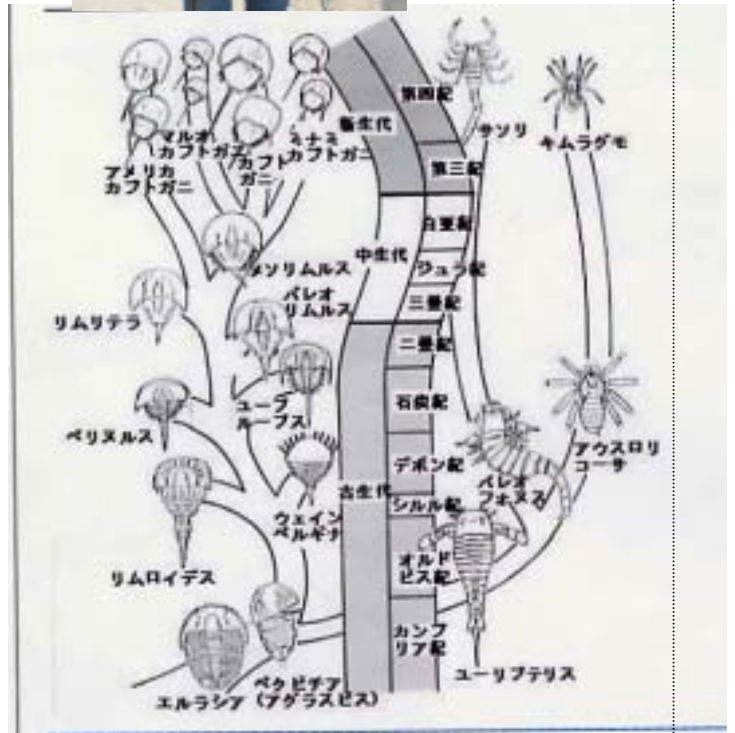 第四紀
新生代
サソリ
キムラグモ
マルオ
カブトガニ
カブト
ガニ
ミナミ
カブトガニ
アメリカ
カブトガニ
第三紀
白亜紀
中生代
ジュラ紀
メソリムルス
パレオ
リムルス
三畳紀
リムリテラ
二畳紀
ユープ
ループス
石炭紀
ベリヌルス
アウスロリ
コーサ
デボン紀
パレオ
フォヌス
古生代
シルル紀
ウェイン
ベルギナ
オルド
ビス紀
リムロイデス
カンブ
リア紀
ユーリプテリス
ベクビチア
(アグラスピス)
エルラシア